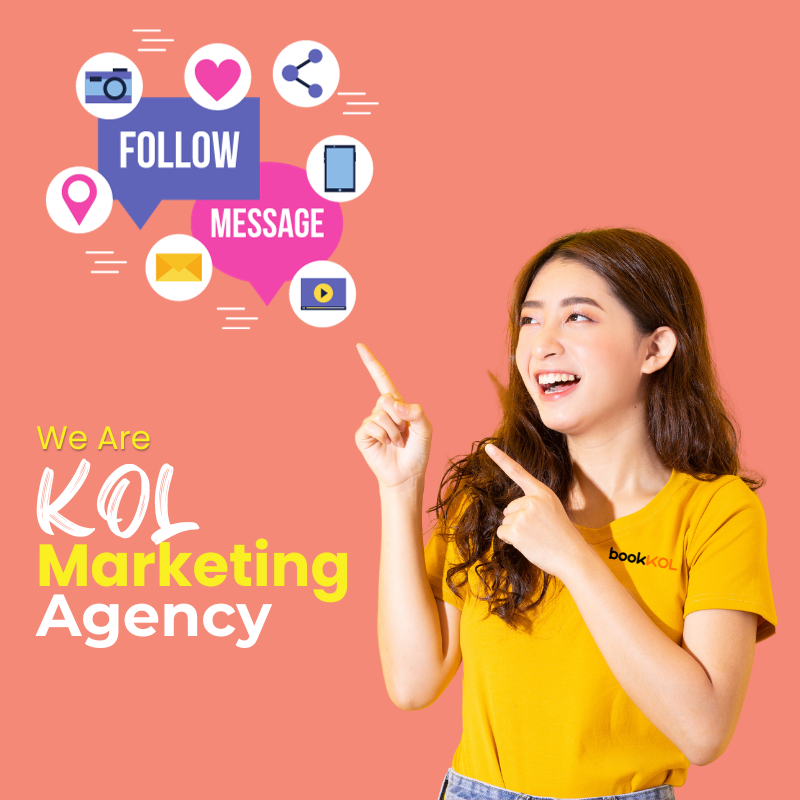 FOLLOW
MESSAGE
We Are
KOL
Marketing
Agency
bookKOL